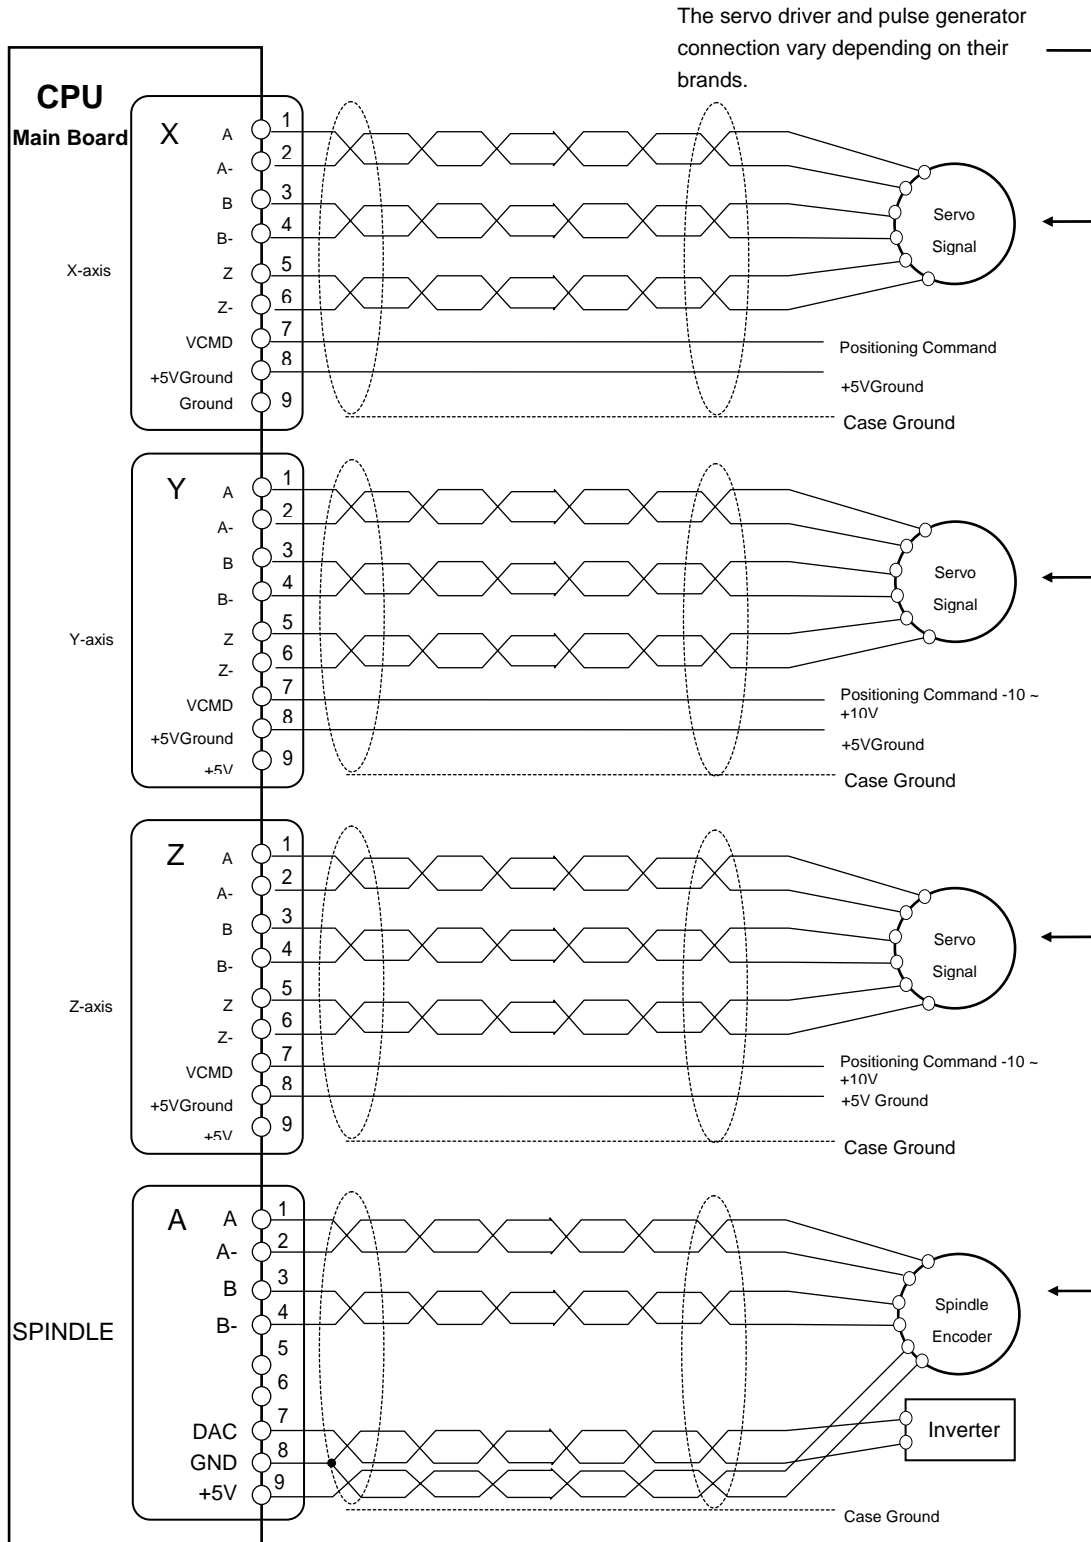 The servo driver and pulse generator
connection vary depending on their
brands.
CPU
Main Board
X
A
1
A-
2
B
3
B-
4
X-axis
Z
5
Z-
6
VCMD
7
+5VGround
8
Ground
9
Servo
Signal
Positioning Command
+5VGround
Case Ground
Y
A
1
A-
2
B
3
B-
4
Y-axis
Z
5
Z-
6
VCMD
7
+5VGround
8
+5V
9
Servo
Signal
Positioning Command -10 ~
+10V
+5VGround
Case Ground
Z
A
1
A-
2
B
3
B-
4
Z-axis
Z
5
Z-
6
VCMD
7
+5VGround
8
+5V
9
Servo
Signal
Positioning Command -10 ~
+10V
+5V Ground
Case Ground
A
A
1
A-
2
B
3
B-
4
SPINDLE
5
6
DAC
7
GND
8
+5V
9
Spindle
Encoder
Inverter
Case Ground